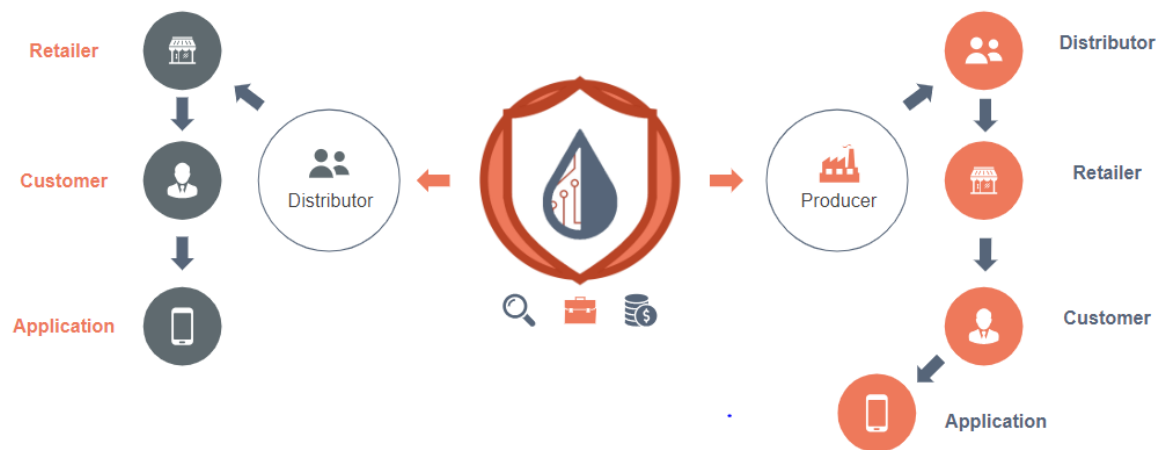 Retailer
Customer
Application
Distributor
$
Producer
Distributor
Retailer
Customer
Application